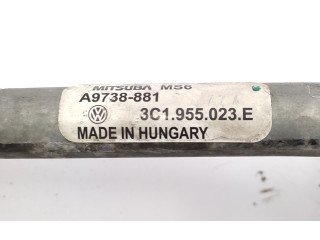 MITSUBA MS6
A9738-881
3C1.955.023.E
MADE IN HUNGARY